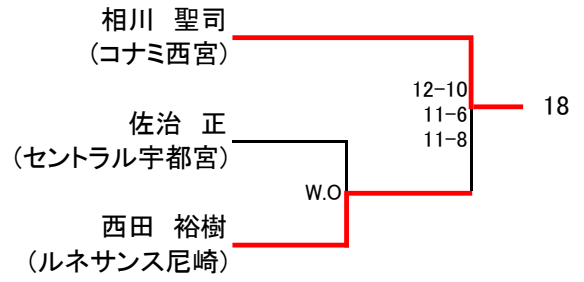 相川 聖司
(コナミ西宮)
12-10
11-6
11-8
18
佐治 正
(セントラル宇都宮)
W.O
西田 裕樹
(ルネサンス尼崎)